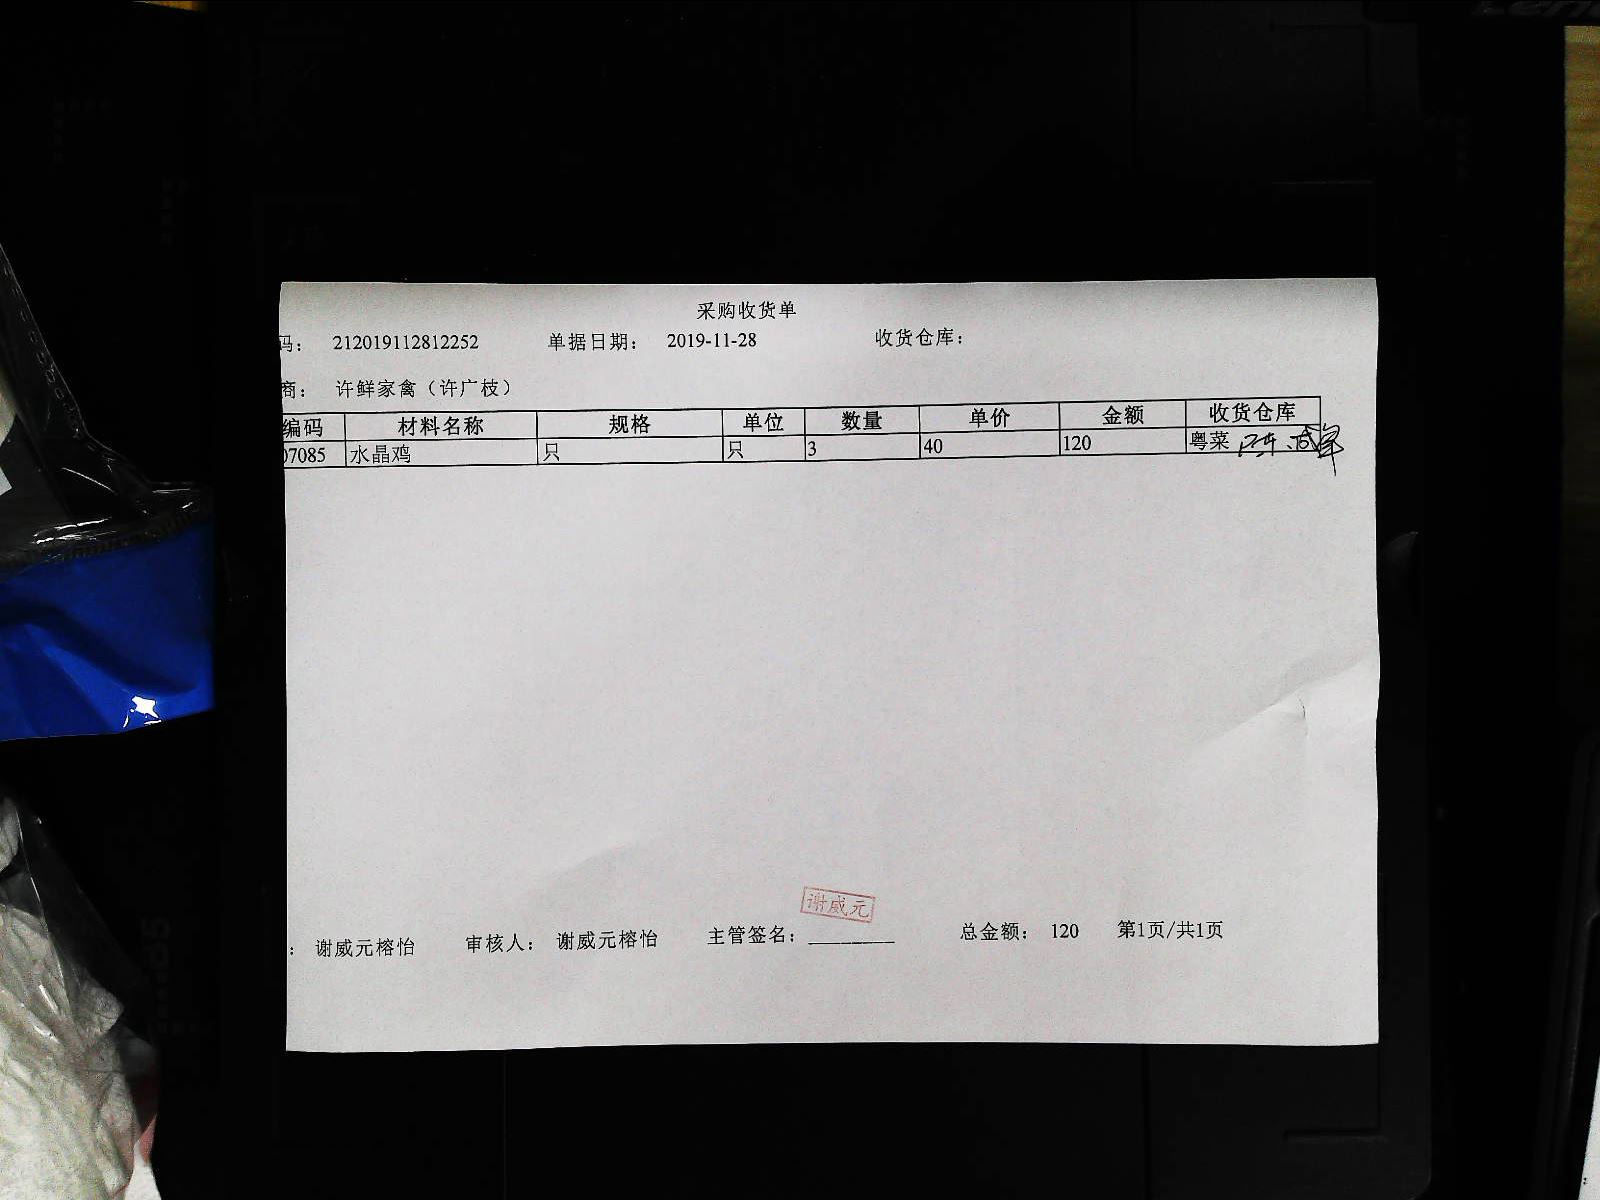 采购收货单
码： 212019112812252 单据日期： 2019-11-28 收货仓库：
商： 许鲜家禽（许广枝）
编码 材料名称 规格 单位 数量 单价 金额 收货仓库
07085 水晶鸡 只 只 3 40 120 粤菜
谢威元
： 谢威元榕怡 审核人： 谢威元榕怡 主管签名：________ 总金额： 120 第1页/共1页